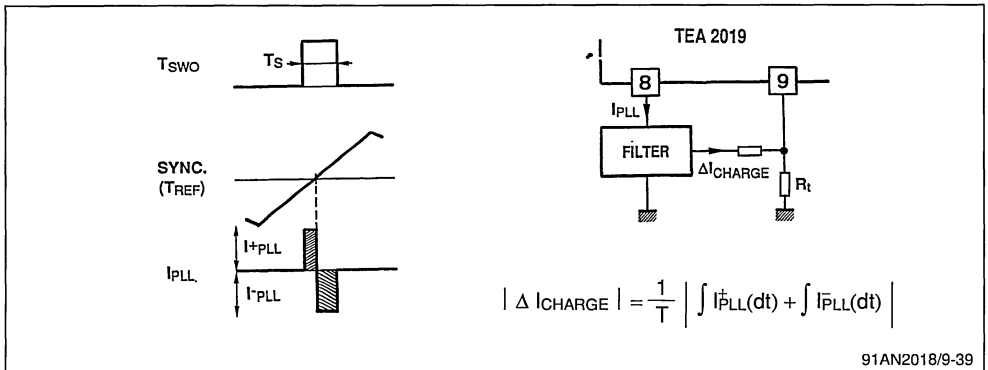 TSWO
TS
SYNC.
(TREF)
I+PLL
IPLL.
I-PLL
TEA 2019
8
9
IPLL
FILTER
ΔICHARGE
Rt
| Δ ICHARGE | = 1/T | ∫ I+PLL(dt) + ∫ I-PLL(dt) |
91AN2018/9-39